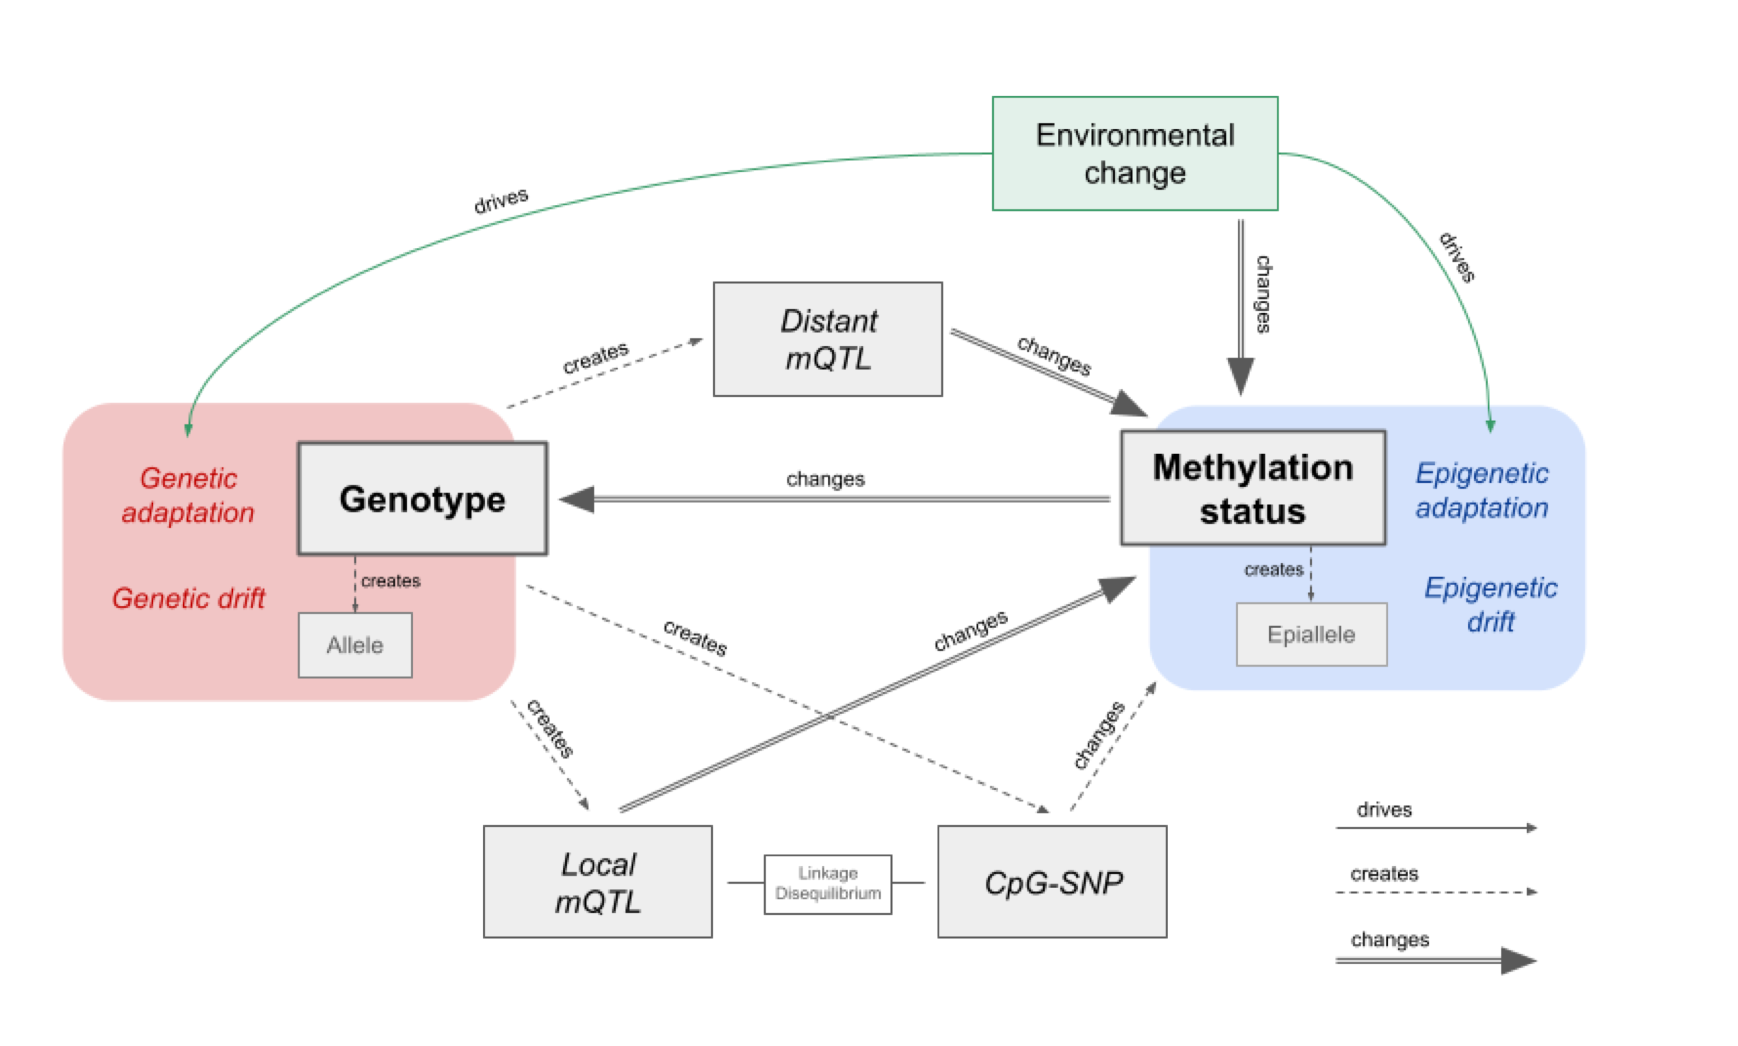 Environmental
change
drives
drives
changes
Distant
mQTL
creates
changes
Genetic
adaptation
Genotype
changes
Methylation
status
Epigenetic
adaptation
creates
creates
Genetic drift
Allele
Epiallele
Epigenetic
drift
creates
changes
creates
changes
Local
mQTL
Linkage
Disequilibrium
CpG-SNP
drives
creates
changes